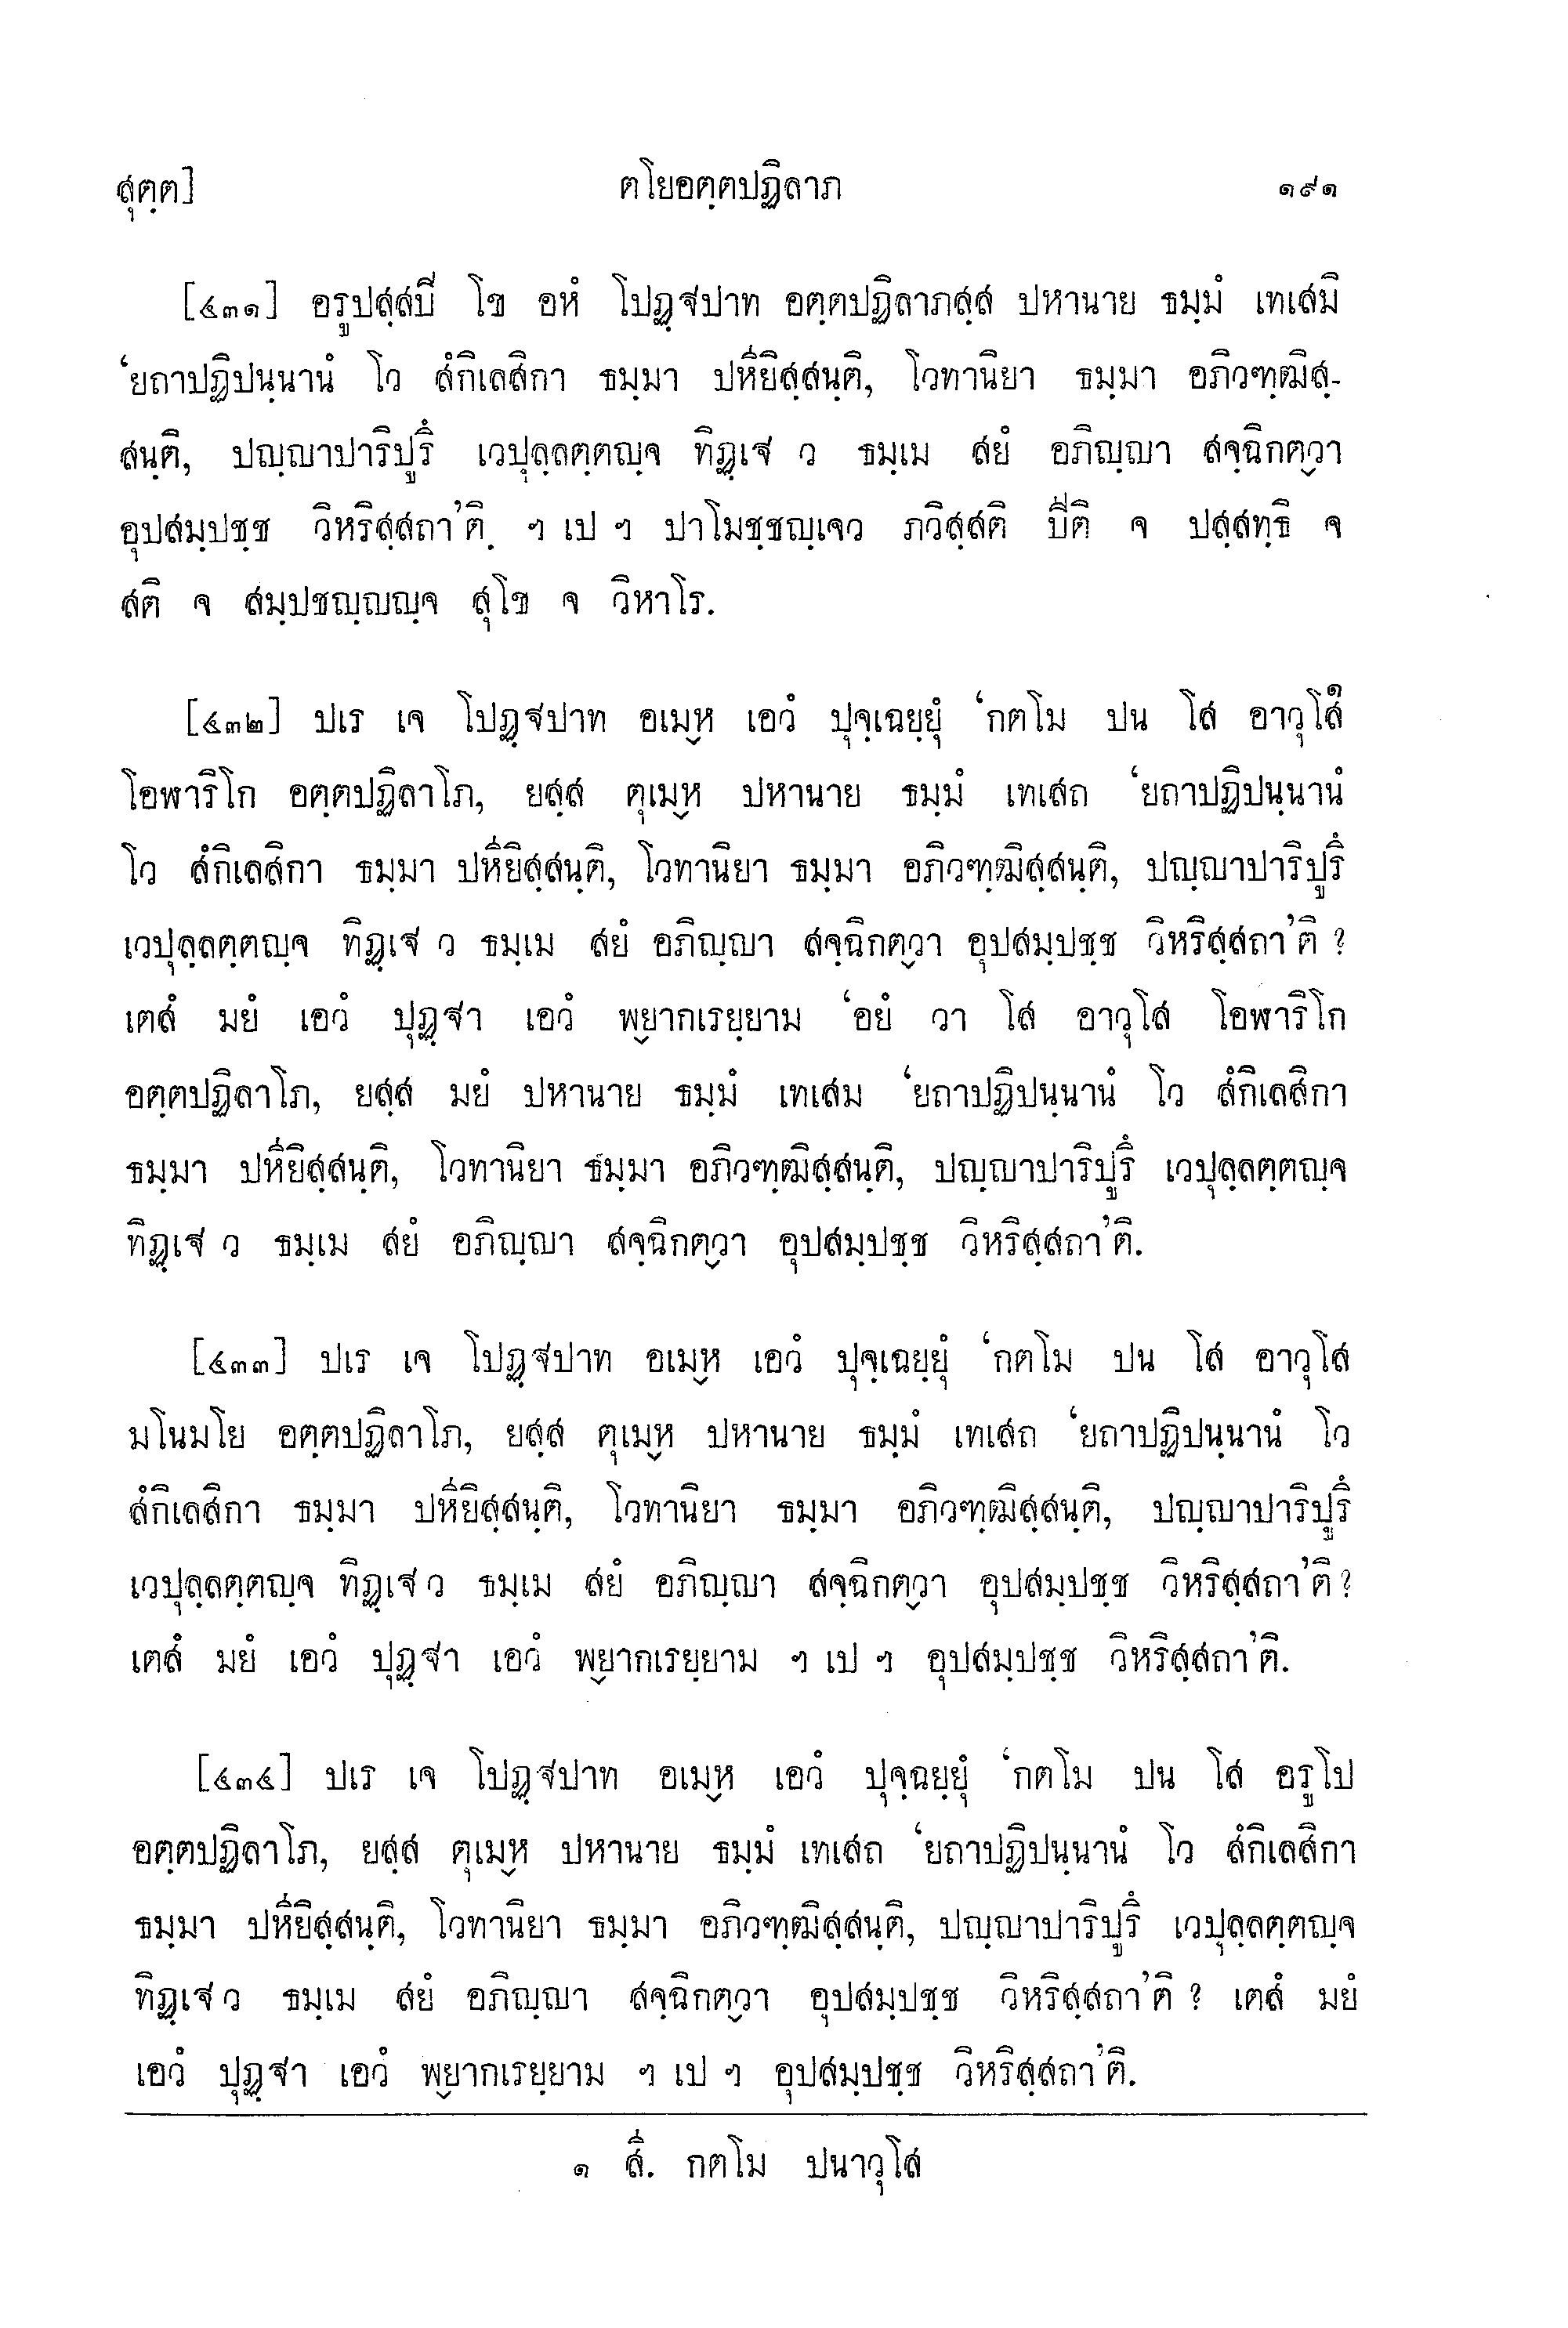 สุตฺต] ตโยอตฺตปฏิลาภ ๑๙๑
[๔๓๑] อรูปสฺสปิ โข อหํ โปฏฺฐปาท อตฺตปฏิลาภสฺส ปหานาย ธมฺมํ เทเสมิ
‘ยถาปฏิปนฺนานํ โว สํกิเลสิกา ธมฺมา ปหียิสฺสนฺติ, โวทานิยา ธมฺมา อภิวฑฺฒิสฺ-
สนฺติ, ปญฺญาปาริปูรึ เวปุลฺลตฺตญฺจ ทิฏฺเฐ ว ธมฺเม สยํ อภิญฺญา สจฺฉิกตฺวา
อุปสมฺปชฺช วิหริสฺสถา’ติ ฯ เป ฯ ปาโมชฺชญฺเจว ภวิสฺสติ ปีติ จ ปสฺสทฺธิ จ
สติ จ สมฺปชญฺญญฺจ สุโข จ วิหาโร.
[๔๓๒] ปเร เจ โปฏฺฐปาท อเมฺห เอวํ ปุจฺเฉยฺยุํ ‘กตโม ปน โส อาวุโส๑
โอฬาริโก อตฺตปฏิลาโภ, ยสฺส ตุเมฺห ปหานาย ธมฺมํ เทเสถ ‘ยถาปฏิปนฺนานํ
โว สํกิเลสิกา ธมฺมา ปหียิสฺสนฺติ, โวทานิยา ธมฺมา อภิวฑฺฒิสฺสนฺติ, ปญฺญาปาริปูรึ
เวปุลฺลตฺตญฺจ ทิฏฺเฐ ว ธมฺเม สยํ อภิญฺญา สจฺฉิกตฺวา อุปสมฺปชฺช วิหริสฺสถา’ติ ?
เตสํ มยํ เอวํ ปุฏฺฐา เอวํ พฺยากเรยฺยาม ‘อยํ วา โส อาวุโส โอฬาริโก
อตฺตปฏิลาโภ, ยสฺส มยํ ปหานาย ธมฺมํ เทเสม ‘ยถาปฏิปนฺนานํ โว สํกิเลสิกา
ธมฺมา ปหียิสฺสนฺติ, โวทานิยา ธมฺมา อภิวฑฺฒิสฺสนฺติ, ปญฺญาปาริปูรึ เวปุลฺลตฺตญฺจ
ทิฏฺเฐ ว ธมฺเม สยํ อภิญฺญา สจฺฉิกตฺวา อุปสมฺปชฺช วิหริสฺสถา’ติ.
[๔๓๓] ปเร เจ โปฏฺฐปาท อเมฺห เอวํ ปุจฺเฉยฺยุํ ‘กตโม ปน โส อาวุโส
มโนมโย อตฺตปฏิลาโภ, ยสฺส ตุเมฺห ปหานาย ธมฺมํ เทเสถ ‘ยถาปฏิปนฺนานํ โว
สํกิเลสิกา ธมฺมา ปหียิสฺสนฺติ, โวทานิยา ธมฺมา อภิวฑฺฒิสฺสนฺติ, ปญฺญาปาริปูรึ
เวปุลฺลตฺตญฺจ ทิฏฺเฐ ว ธมฺเม สยํ อภิญฺญา สจฺฉิกตฺวา อุปสมฺปชฺช วิหริสฺสถา’ติ ?
เตสํ มยํ เอวํ ปุฏฺฐา เอวํ พฺยากเรยฺยาม ฯ เป ฯ อุปสมฺปชฺช วิหริสฺสถา’ติ.
[๔๓๔] ปเร เจ โปฏฺฐปาท อเมฺห เอวํ ปุจฺฉยฺยุํ ‘กตโม ปน โส อรูโป
อตฺตปฏิลาโภ, ยสฺส ตุเมฺห ปหานาย ธมฺมํ เทเสถ ‘ยถาปฏิปนฺนานํ โว สํกิเลสิกา
ธมฺมา ปหียิสฺสนฺติ, โวทานิยา ธมฺมา อภิวฑฺฒิสฺสนฺติ, ปญฺญาปาริปูรึ เวปุลฺลตฺตญฺจ
ทิฏฺเฐ ว ธมฺเม สยํ อภิญฺญา สจฺฉิกตฺวา อุปสมฺปชฺช วิหริสฺสถา’ติ ? เตสํ มยํ
เอวํ ปุฏฺฐา เอวํ พฺยากเรยฺยาม ฯ เป ฯ อุปสมฺปชฺช วิหริสฺสถา’ติ.
๑ สี. กตโม ปนาวุโส